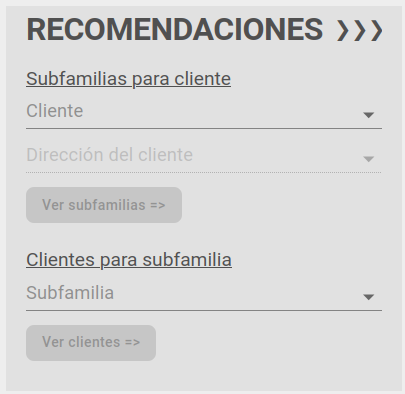 RECOMENDACIONES ❯❯❯
Subfamilias para cliente
Cliente
Dirección del cliente
Ver subfamilias =>
Clientes para subfamilia
Subfamilia
Ver clientes =>